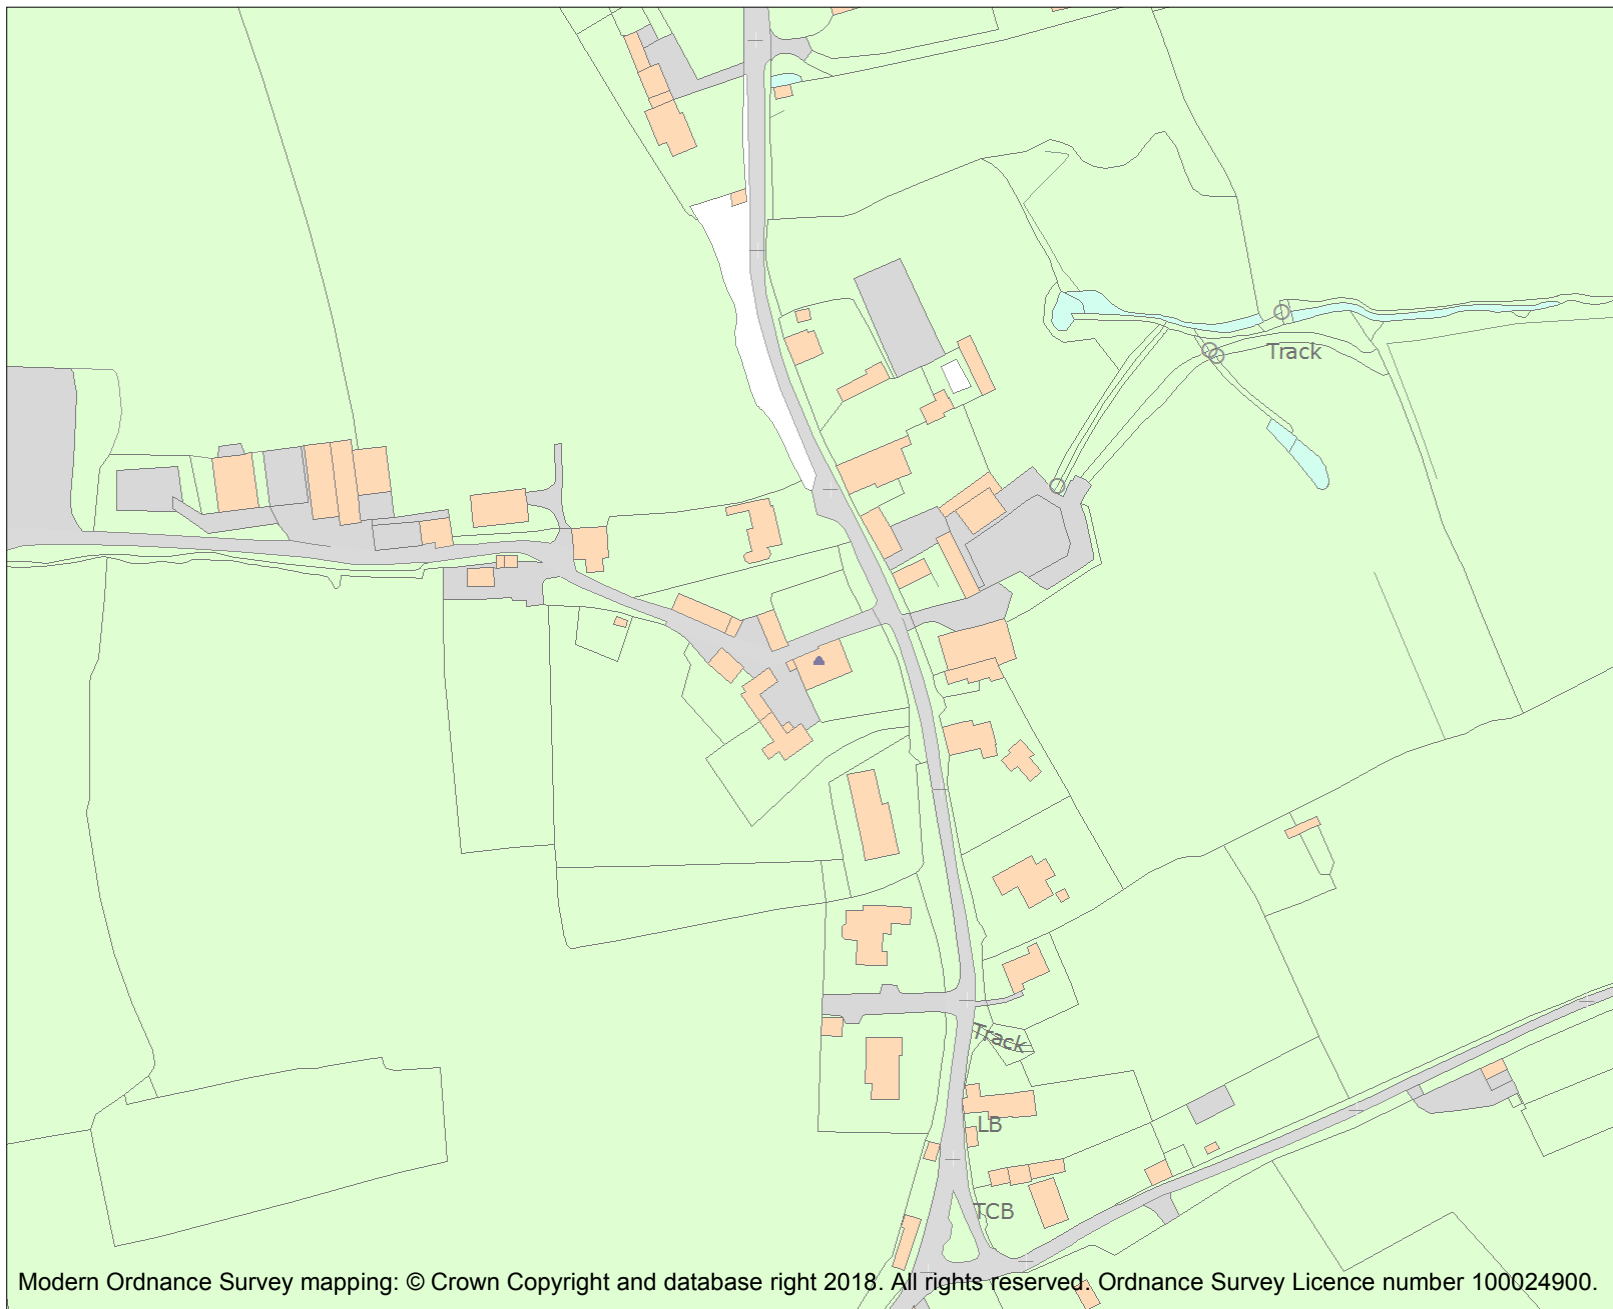 Track
Track
LB
TCB
Modern Ordnance Survey mapping: © Crown Copyright and database right 2018. All rights reserved. Ordnance Survey Licence number 100024900.